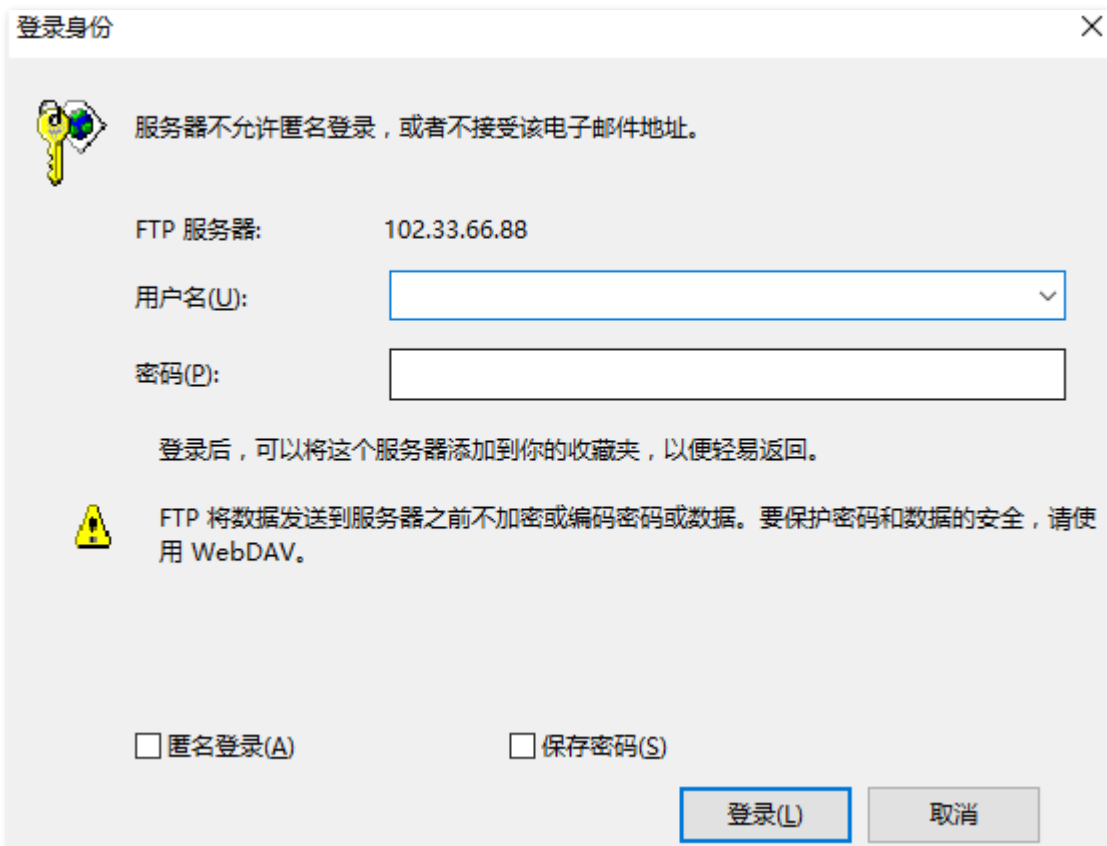 登录身份
服务器不允许匿名登录，或者不接受该电子邮件地址。
FTP 服务器: 102.33.66.88
用户名(U):
密码(P):
登录后，可以将这个服务器添加到你的收藏夹，以便轻易返回。
FTP 将数据发送到服务器之前不加密或编码密码或数据。要保护密码和数据的安全，请使
用 WebDAV。
匿名登录(A) 保存密码(S)
登录(L) 取消